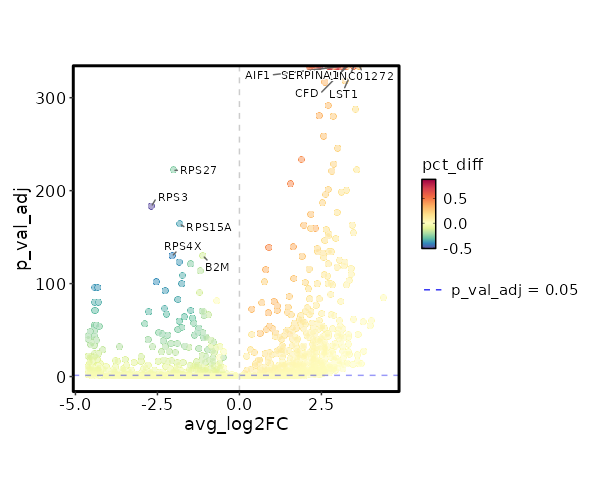 AIF1 SERPINA1 LINC01272
CFD LST1
300
pct_diff
RPS27
0.5
200
RPS3
0.0
RPS15A
-0.5
p_val_adj
RPS4X
B2M
100
p_val_adj = 0.05
0
-5.0 -2.5 0.0 2.5
avg_log2FC